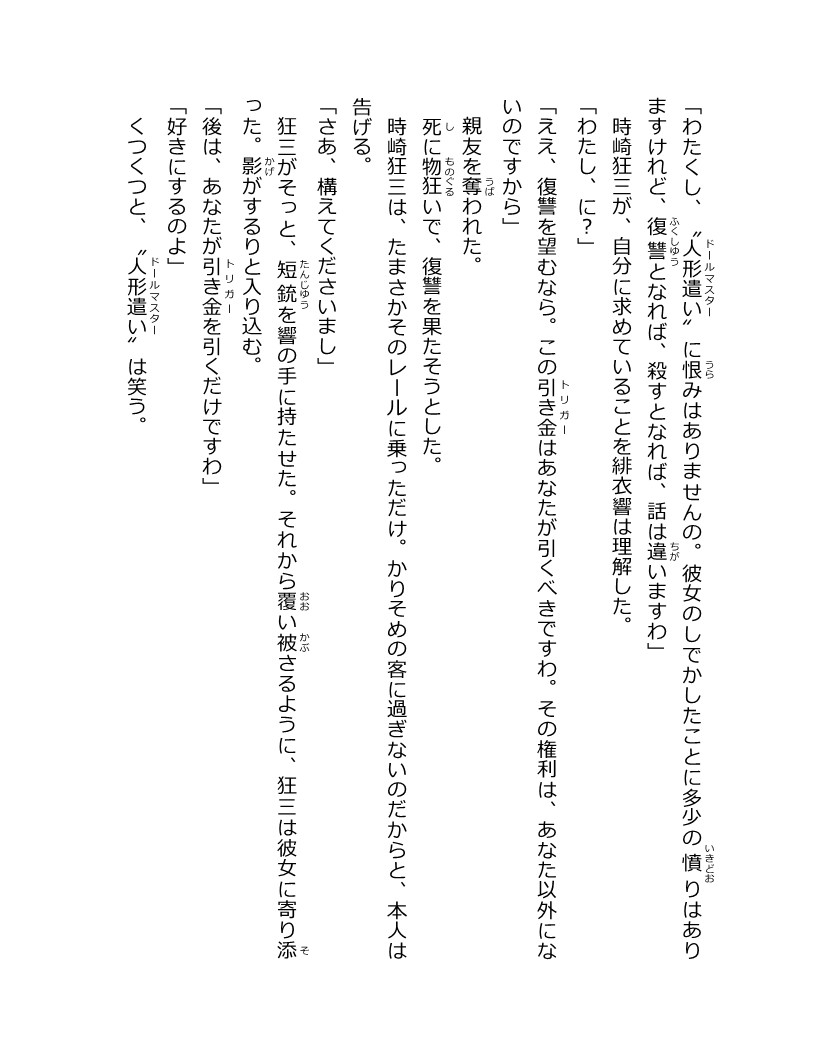 「わたくし、〝人形遣い〟に恨みはありませんの。彼女のしでかしたことに多少の憤りはあり
ますけれど、復讐となれば、殺すとなれば、話は違いますわ」
時崎狂三が、自分に求めていることを緋衣響は理解した。
「わたし、に？」
「ええ、復讐を望むなら。この引き金はあなたが引くべきですわ。その権利は、あなた以外にな
いのですから」
親友を奪われた。
死に物狂いで、復讐を果たそうとした。
時崎狂三は、たまさかそのレールに乗っただけ。かりそめの客に過ぎないのだからと、本人は
告げる。
「さあ、構えてくださいまし」
狂三がそっと、短銃を響の手に持たせた。それから覆い被さるように、狂三は彼女に寄り添
った。影がするりと入り込む。
「後は、あなたが引き金を引くだけですわ」
「好きにするのよ」
くつくつと、〝人形遣い〟は笑う。